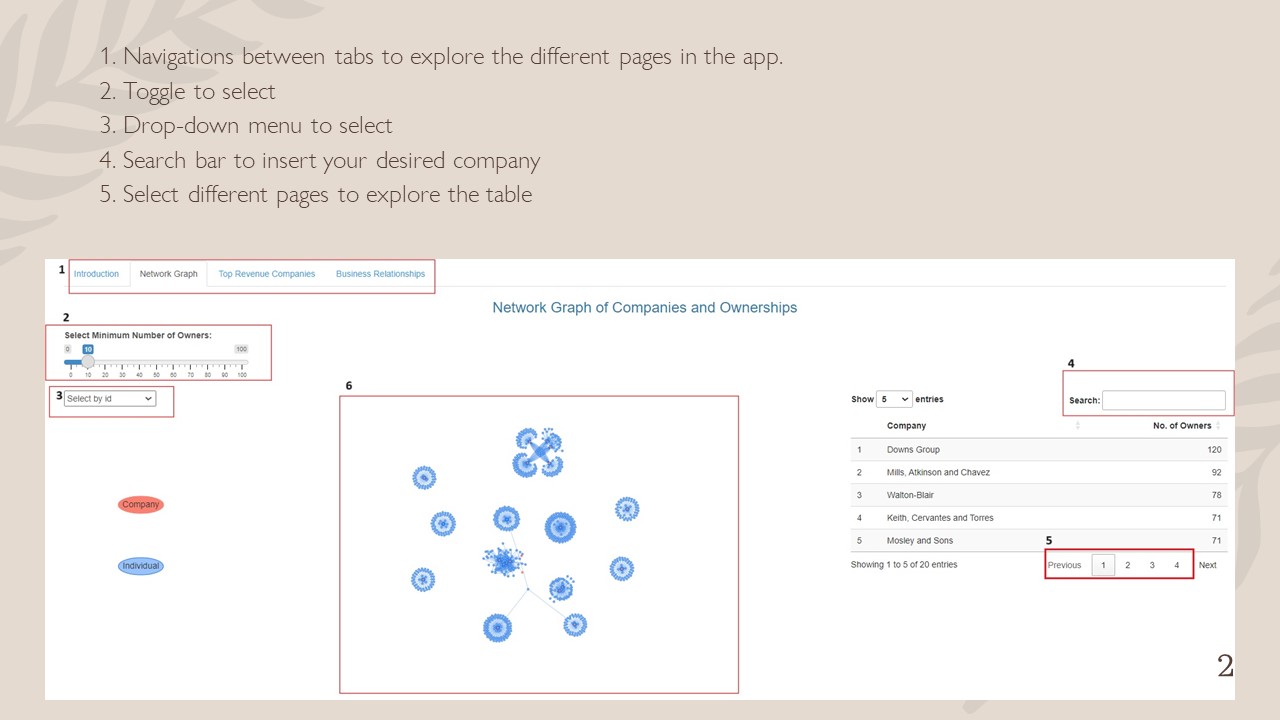 1. Navigations between tabs to explore the different pages in the app.
2. Toggle to select
3. Drop-down menu to select
4. Search bar to insert your desired company
5. Select different pages to explore the table
1 Introduction Network Graph Top Revenue Companies Business Relationships
Network Graph of Companies and Ownerships
2
Select Minimum Number of Owners:
0 10 100
0 10 20 30 40 50 60 70 80 90 100
3 Select by id
Company
Individual
6
4
Show 5 entries Search:
Company No. of Owners
1 Downs Group 120
2 Mills, Atkinson and Chavez 92
3 Walton-Blair 78
4 Keith, Cervantes and Torres 71
5 Mosley and Sons 71
5
Showing 1 to 5 of 20 entries Previous 1 2 3 4 Next
2